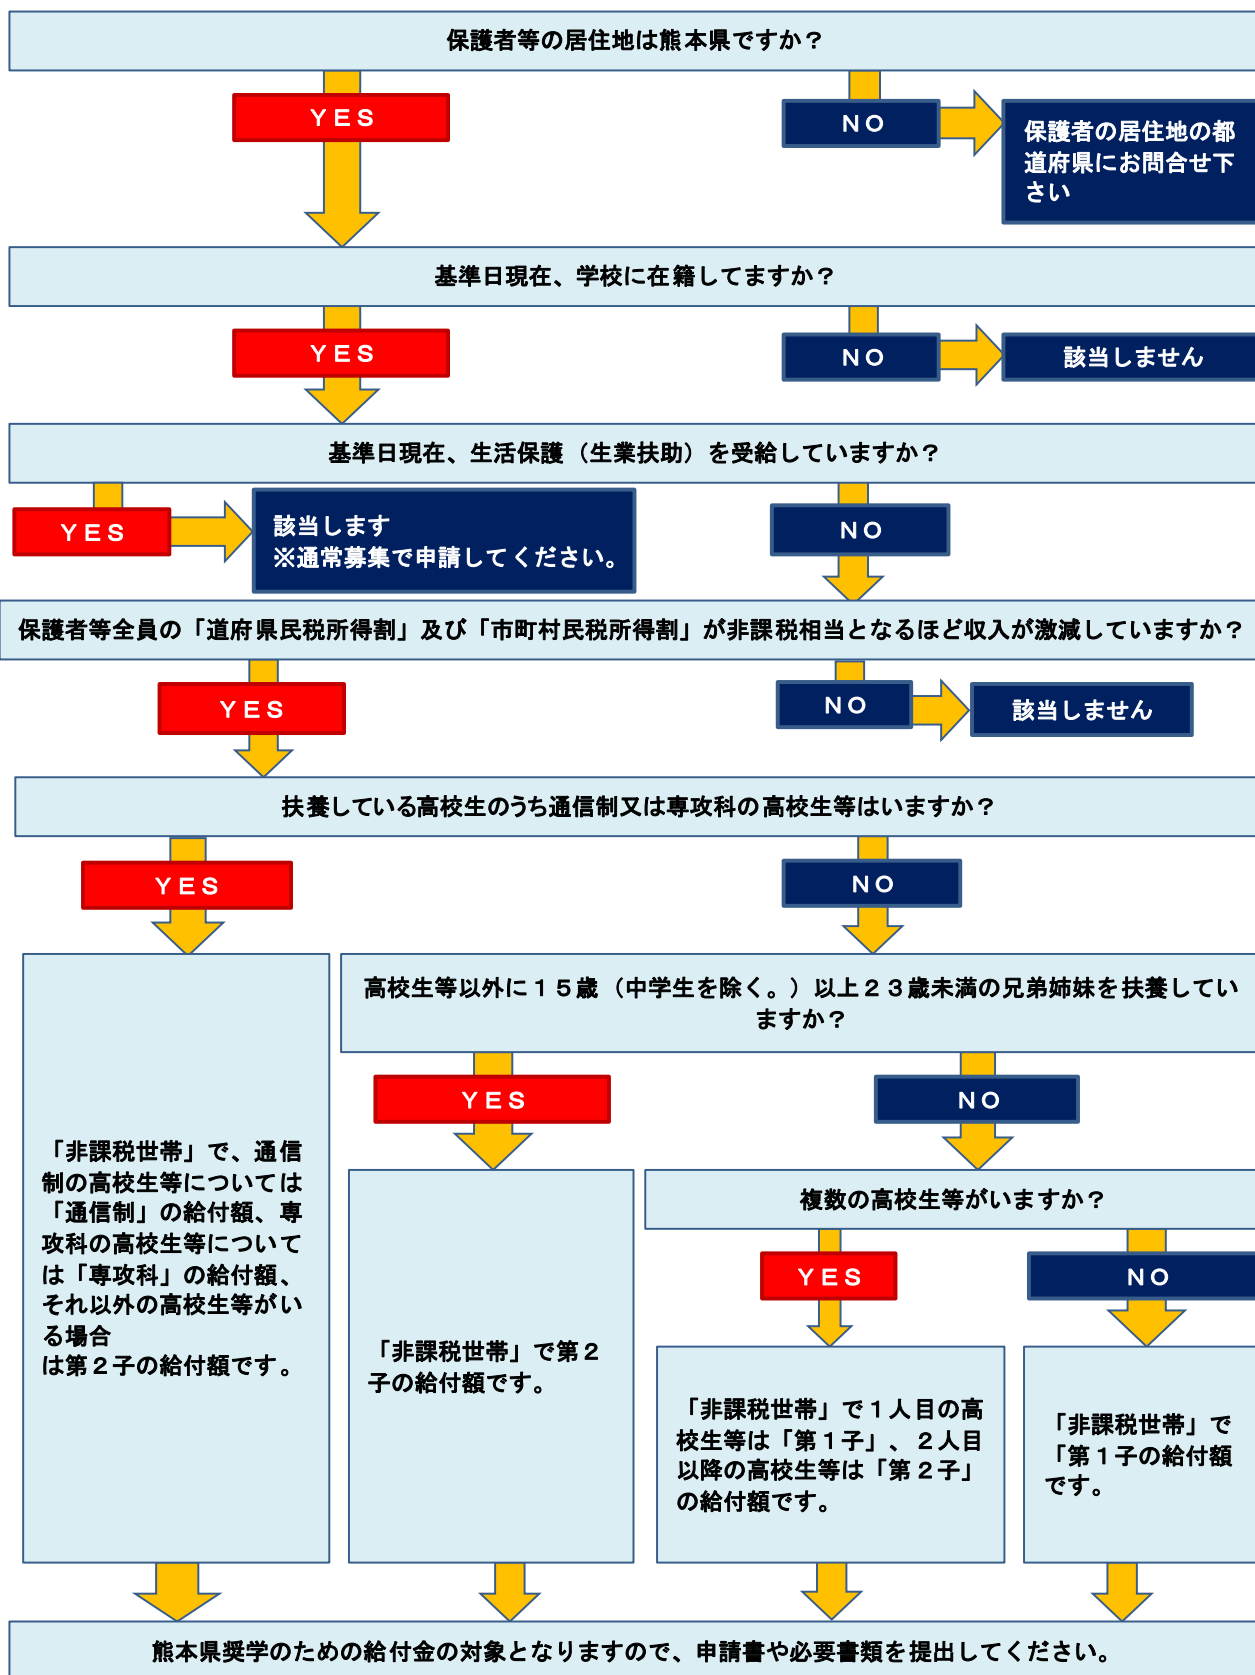 保護者等の居住地は熊本県ですか？
ＹＥＳ
ＮＯ
保護者の居住地の都
道府県にお問合せ下
さい
基準日現在、学校に在籍してますか？
ＹＥＳ
ＮＯ
該当しません
基準日現在、生活保護（生業扶助）を受給していますか？
ＹＥＳ
該当します
※通常募集で申請してください。
ＮＯ
保護者等全員の「道府県民税所得割」及び「市町村民税所得割」が非課税相当となるほど収入が激減していますか？
ＹＥＳ
ＮＯ
該当しません
扶養している高校生のうち通信制又は専攻科の高校生等はいますか？
ＹＥＳ
ＮＯ
高校生等以外に１５歳（中学生を除く。）以上２３歳未満の兄弟姉妹を扶養してい
ますか？
ＹＥＳ
ＮＯ
「非課税世帯」で、通信
制の高校生等については
「通信制」の給付額、専
攻科の高校生等について
は「専攻科」の給付額、
それ以外の高校生等がい
る場合
は第２子の給付額です。
「非課税世帯」で第２
子の給付額です。
複数の高校生等がいますか？
ＹＥＳ
ＮＯ
「非課税世帯」で１人目の高
校生等は「第１子」、２人目
以降の高校生等は「第２子」
の給付額です。
「非課税世帯」で
「第１子の給付額
です。
熊本県奨学のための給付金の対象となりますので、申請書や必要書類を提出してください。